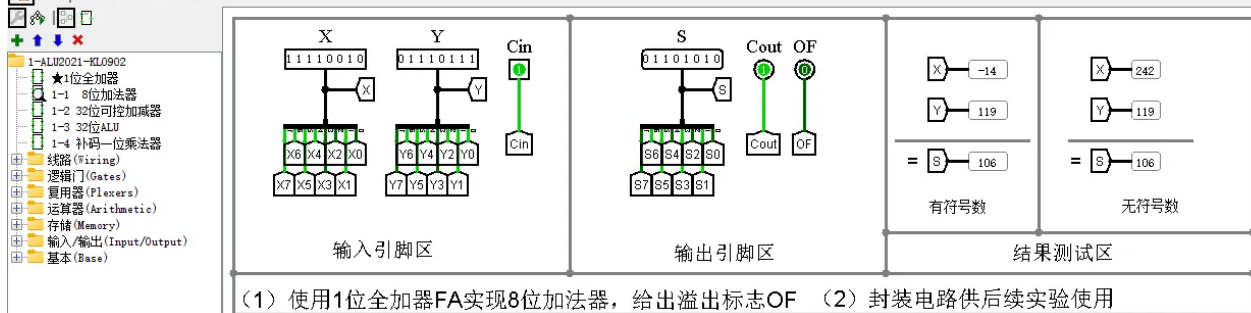 1-ALU2021-KL0902
★1位全加器
1-1 8位加法器
1-2 32位可控加减器
1-3 32位ALU
1-4 补码一位乘法器
线路(Wiring)
逻辑门(Gates)
复用器(Plexers)
运算器(Arithmetic)
存储(Memory)
输入/输出(Input/Output)
基本(Base)
X Y Cin
11110010 01110111 1
X Y
X6 X4 X2 X0 Y6 Y4 Y2 Y0 Cin
X7 X5 X3 X1 Y7 Y5 Y3 Y1
输入引脚区
S Cout OF
01101010 1 0
S
S6 S4 S2 S0 Cout OF
S7 S5 S3 S1
输出引脚区
X -14
Y 119
= S 106
有符号数
X 242
Y 119
= S 106
无符号数
结果测试区
（1）使用1位全加器FA实现8位加法器，给出溢出标志OF （2）封装电路供后续实验使用